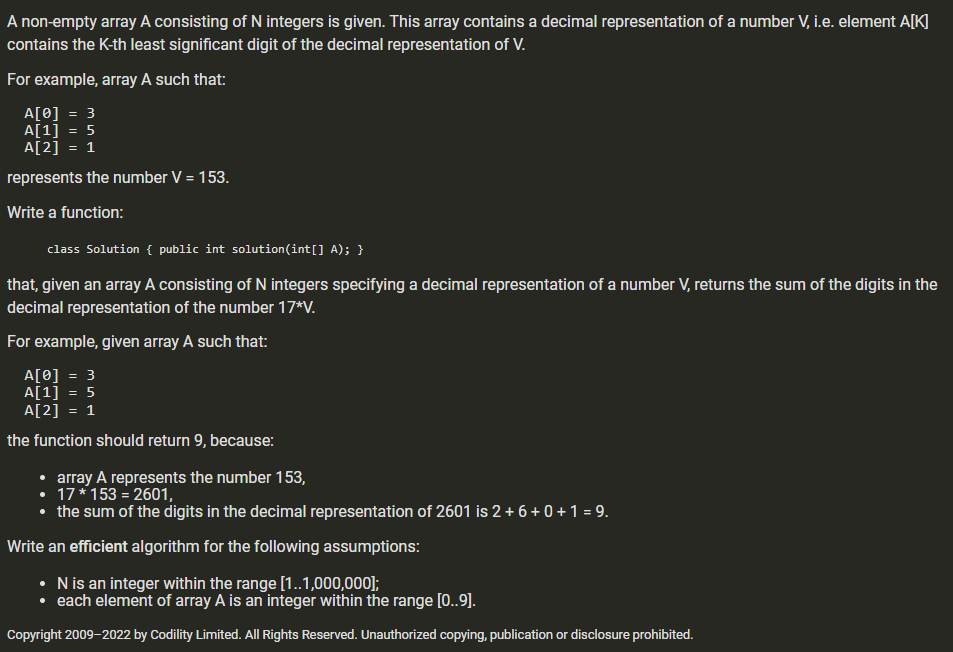 A non-empty array A consisting of N integers is given. This array contains a decimal representation of a number V, i.e. element A[K]
contains the K-th least significant digit of the decimal representation of V.
For example, array A such that:
A[0] = 3
A[1] = 5
A[2] = 1
represents the number V = 153.
Write a function:
class Solution { public int solution(int[] A); }
that, given an array A consisting of N integers specifying a decimal representation of a number V, returns the sum of the digits in the
decimal representation of the number 17*V.
For example, given array A such that:
A[0] = 3
A[1] = 5
A[2] = 1
the function should return 9, because:
• array A represents the number 153,
• 17 * 153 = 2601,
• the sum of the digits in the decimal representation of 2601 is 2 + 6 + 0 + 1 = 9.
Write an efficient algorithm for the following assumptions:
• N is an integer within the range [1..1,000,000];
• each element of array A is an integer within the range [0..9].
Copyright 2009–2022 by Codility Limited. All Rights Reserved. Unauthorized copying, publication or disclosure prohibited.